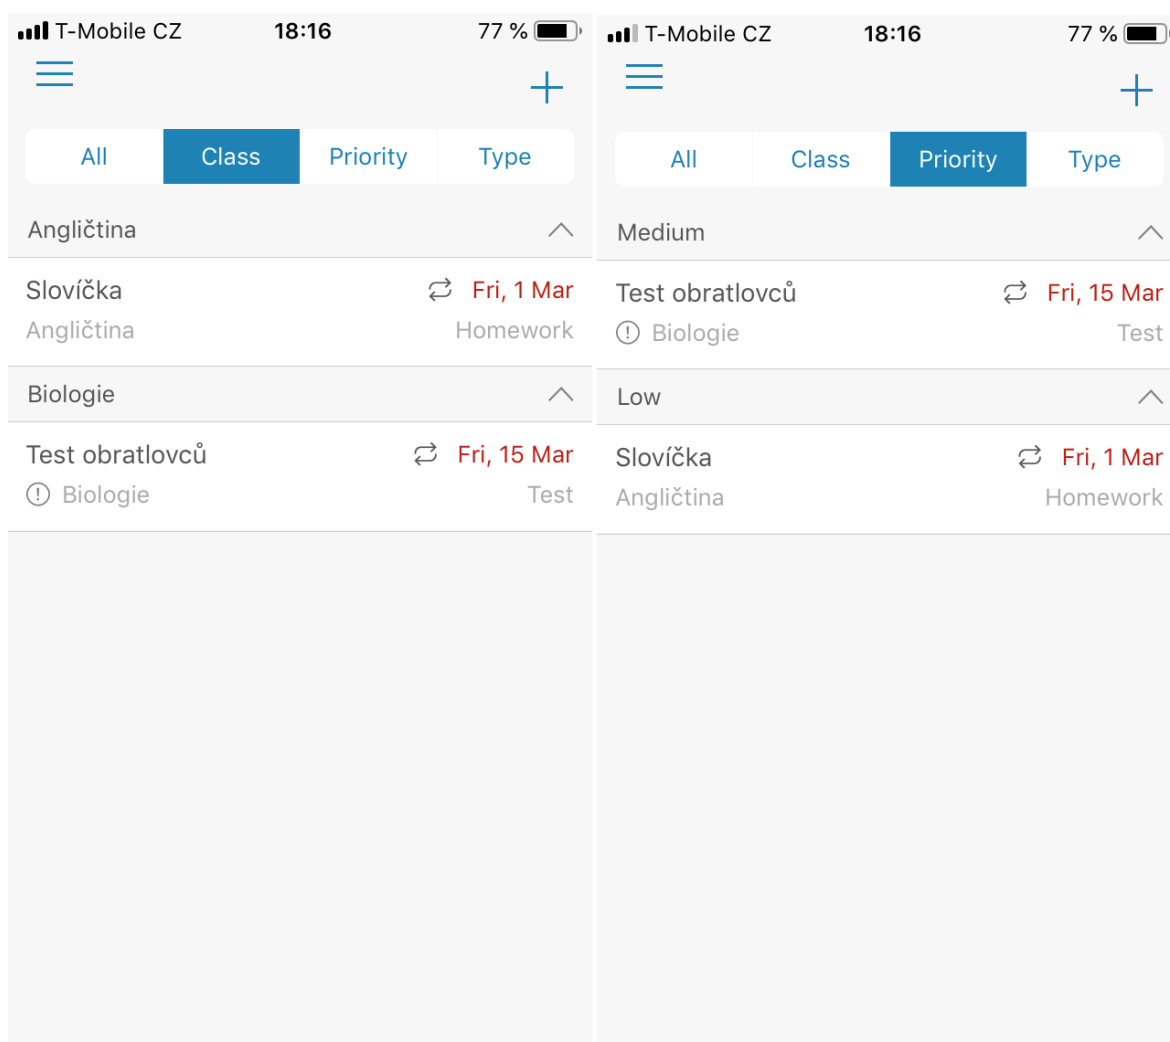 T-Mobile CZ 18:16 77 %
All Class Priority Type
Angličtina
Slovíčka Fri, 1 Mar
Angličtina Homework
Biologie
Test obratlovců Fri, 15 Mar
Biologie Test
T-Mobile CZ 18:16 77 %
All Class Priority Type
Medium
Test obratlovců Fri, 15 Mar
Biologie Test
Low
Slovíčka Fri, 1 Mar
Angličtina Homework